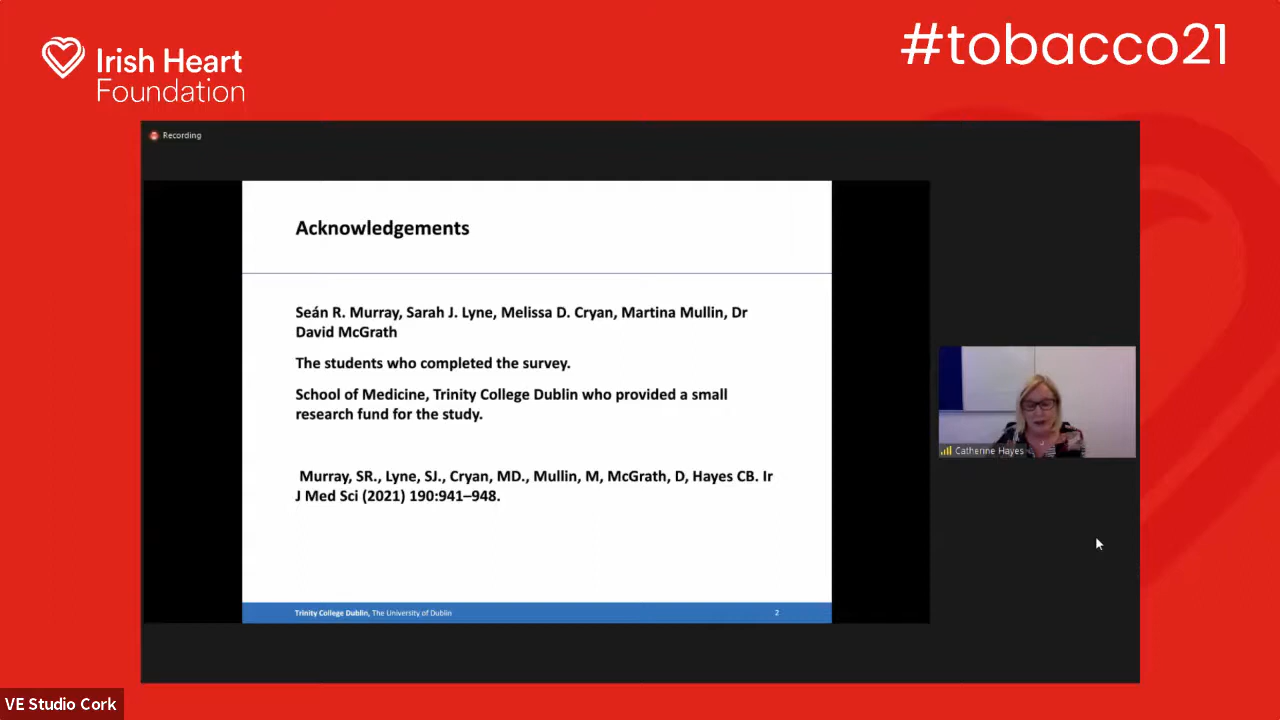 Irish Heart
Foundation
#tobacco21
Recording
Acknowledgements
Seán R. Murray, Sarah J. Lyne, Melissa D. Cryan, Martina Mullin, Dr
David McGrath
The students who completed the survey.
School of Medicine, Trinity College Dublin who provided a small
research fund for the study.
Murray, SR., Lyne, SJ., Cryan, MD., Mullin, M, McGrath, D, Hayes CB. Ir
J Med Sci (2021) 190:941–948.
Trinity College Dublin, The University of Dublin
2
Catherine Hayes
VE Studio Cork